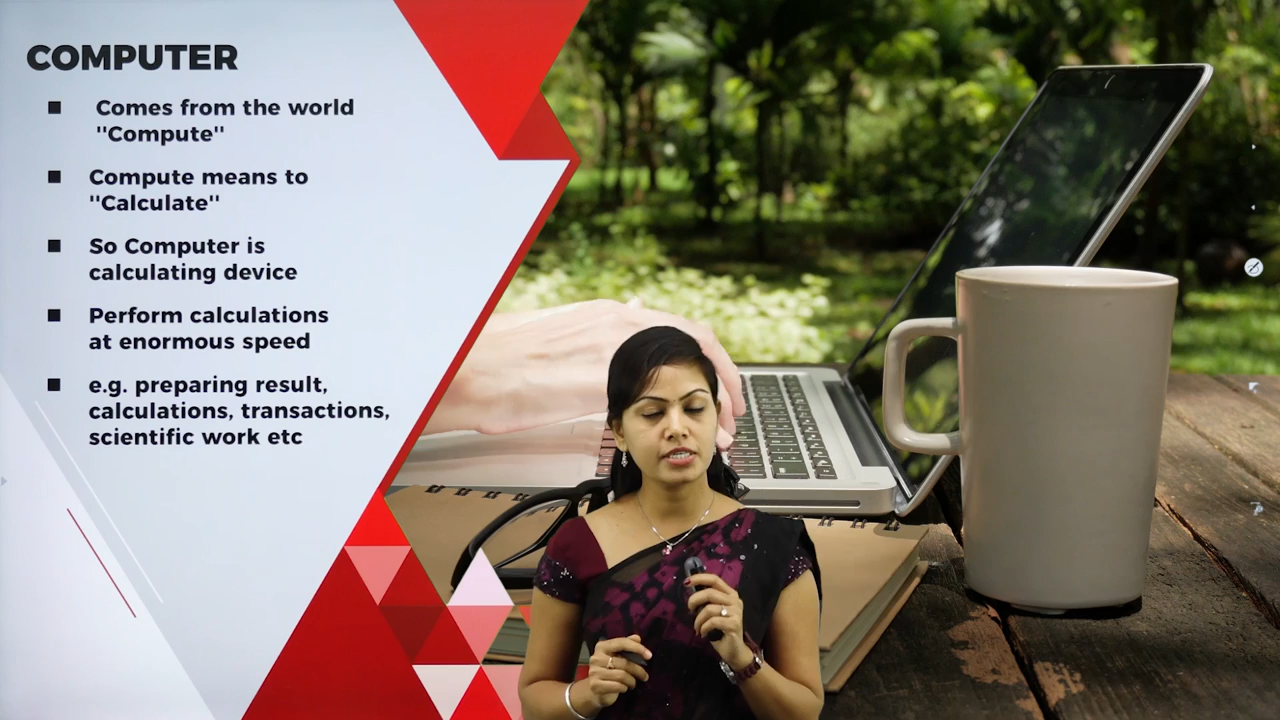 COMPUTER
Comes from the world
"Compute"
Compute means to
"Calculate"
So Computer is
calculating device
Perform calculations
at enormous speed
e.g. preparing result,
calculations, transactions,
scientific work etc